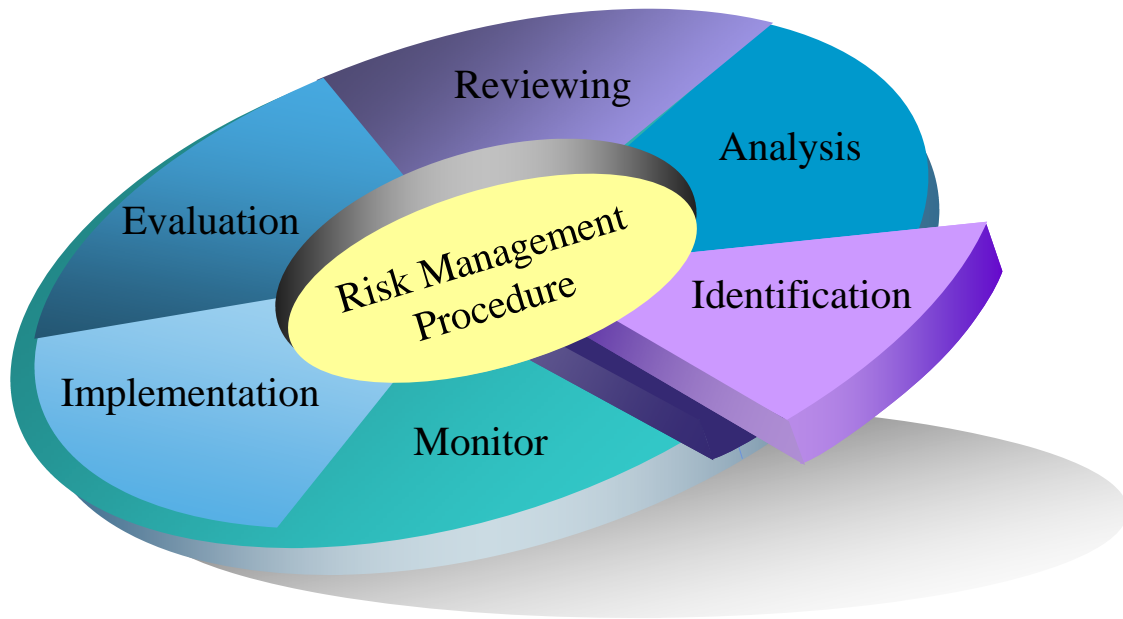 Reviewing
Analysis
Evaluation
Risk Management
Procedure
Identification
Implementation
Monitor